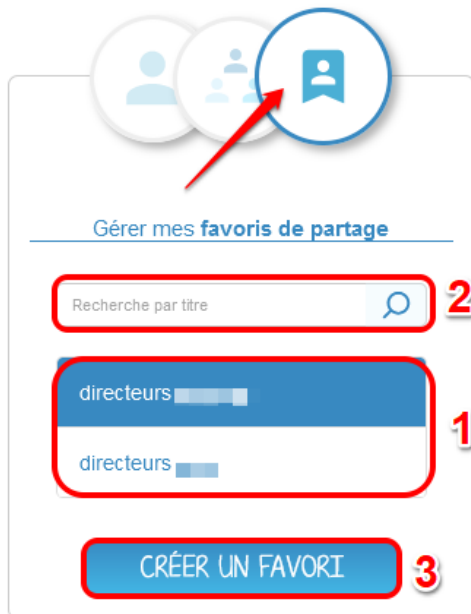 Gérer mes favoris de partage
Recherche par titre
2
directeurs
1
directeurs
CRÉER UN FAVORI
3